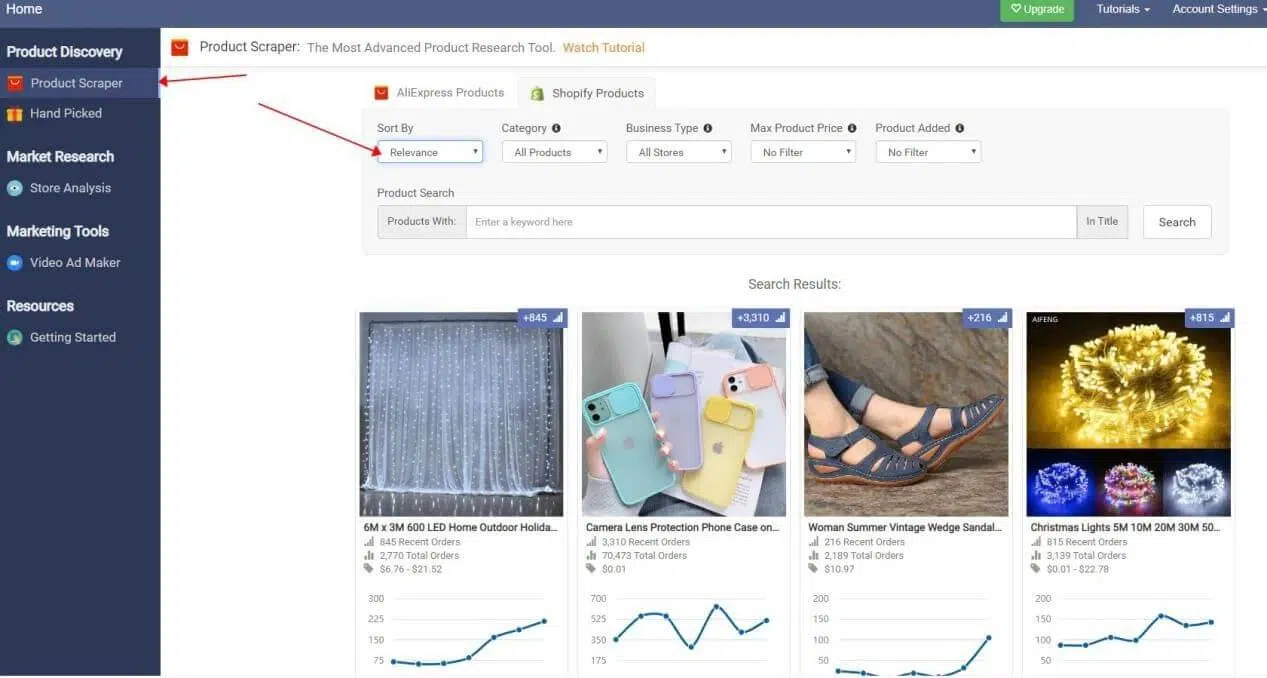 Home
Upgrade
Tutorials
Account Settings
Product Discovery
Product Scraper
Hand Picked
Market Research
Store Analysis
Marketing Tools
Video Ad Maker
Resources
Getting Started
Product Scraper: The Most Advanced Product Research Tool. Watch Tutorial
AliExpress Products
Shopify Products
Sort By
Category
Business Type
Max Product Price
Product Added
Relevance
All Products
All Stores
No Filter
No Filter
Product Search
Products With:
Enter a keyword here
In Title
Search
Search Results:
+845
6M x 3M 600 LED Home Outdoor Holida...
845 Recent Orders
2,770 Total Orders
$6.76 - $21.52
300
225
150
75
+3,310
Camera Lens Protection Phone Case on...
3,310 Recent Orders
70,473 Total Orders
$0.01
700
525
350
175
+216
Woman Summer Vintage Wedge Sandal...
216 Recent Orders
2,189 Total Orders
$10.97
200
150
100
50
+815
AIFENG
Christmas Lights 5M 10M 20M 30M 50...
815 Recent Orders
3,139 Total Orders
$0.01 - $22.78
200
150
100
50